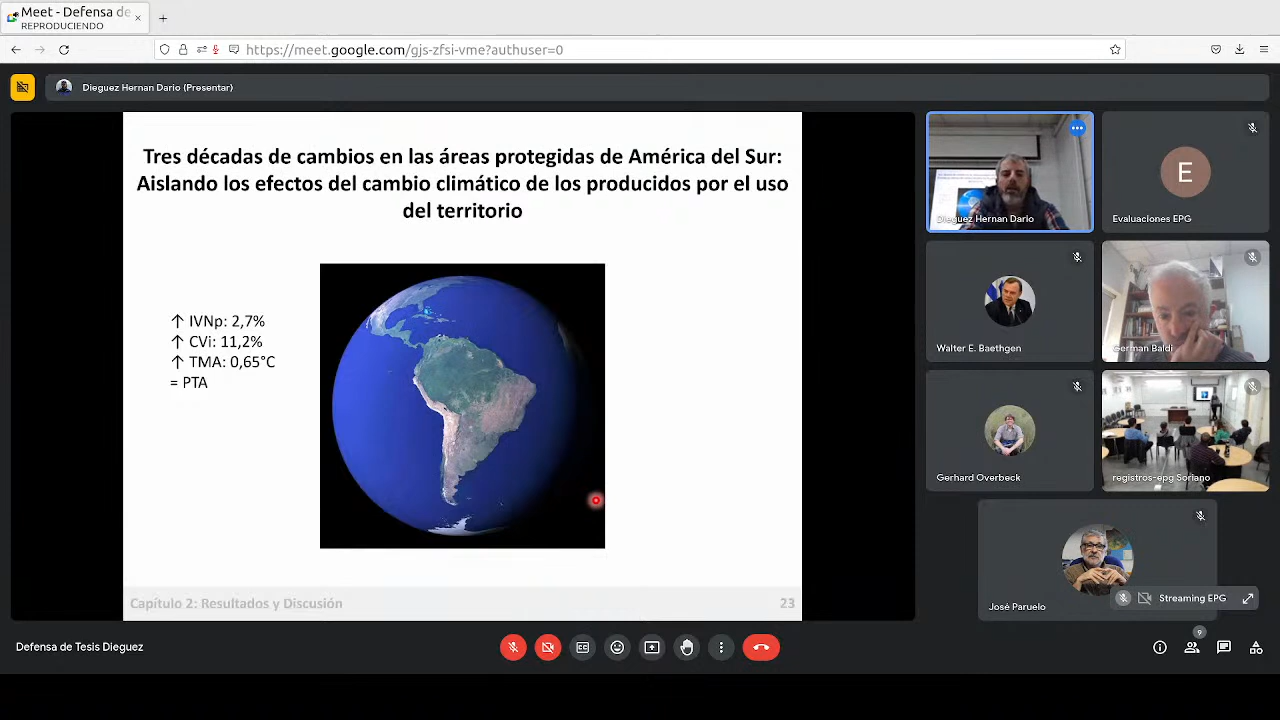 Meet - Defensa de
REPRODUCIENDO
https://meet.google.com/gjs-zfsi-vme?authuser=0
Dieguez Hernan Dario (Presentar)
Tres décadas de cambios en las áreas protegidas de América del Sur:
Aislando los efectos del cambio climático de los producidos por el uso
del territorio
↑ IVNp: 2,7%
↑ CVi: 11,2%
↑ TMA: 0,65°C
= PTA
Capítulo 2: Resultados y Discusión
23
Dieguez Hernan Dario
E
Evaluaciones EPG
Walter E. Baethgen
German Baldi
Gerhard Overbeck
registros-epg Soriano
José Paruelo
Streaming EPG
Defensa de Tesis Dieguez
9